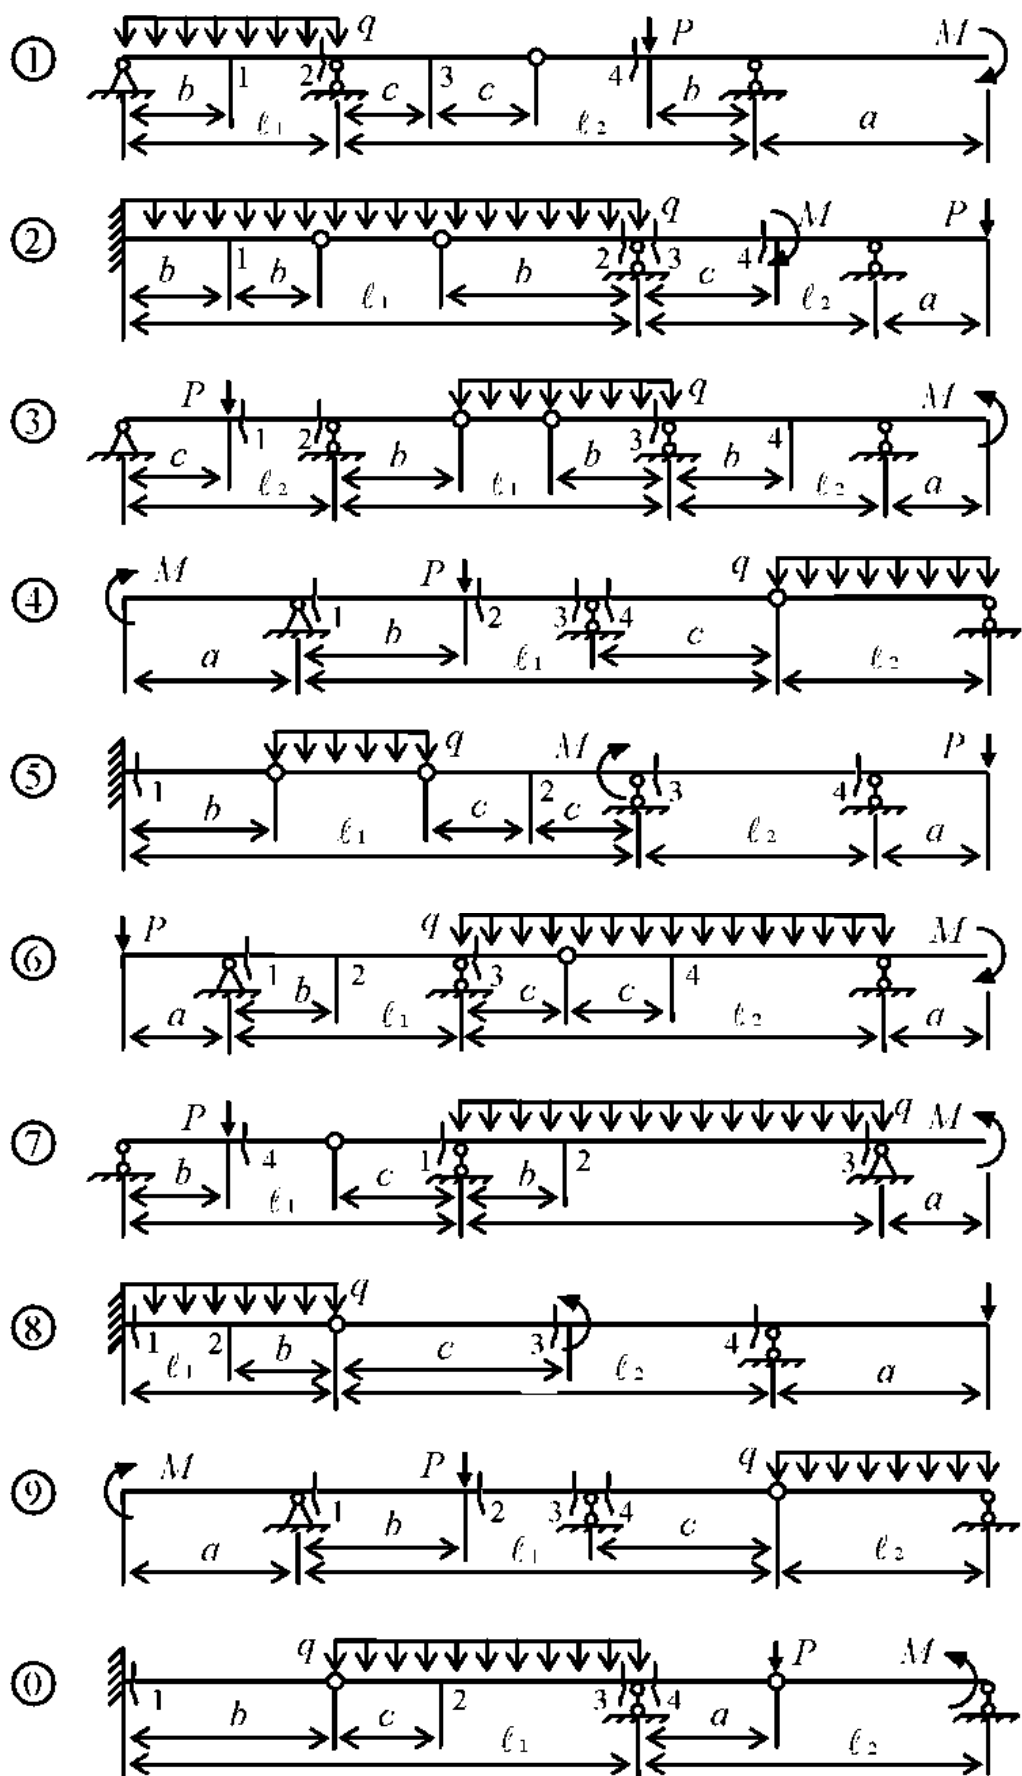 1 q P M
1 2 3 4
b c c b
ℓ1 ℓ2 a
2 q M P
1 2 3 4
b b b c
ℓ1 ℓ2 a
3 P q M
1 2 3 4
c b b b
ℓ2 ℓ1 ℓ2 a
4 M P q
1 2 3 4
b c
a ℓ1 ℓ2
5 q M P
1 2 3 4
b c c
ℓ1 ℓ2 a
6 P q M
1 2 3 4
b c c
a ℓ1 ℓ2 a
7 P q M
4 1 2 3
b c b a
ℓ1
8 q
1 2 3 4
b c
ℓ1 ℓ2 a
9 M P q
1 2 3 4
b c
a ℓ1 ℓ2
0 q P M
1 2 3 4
b c a
ℓ1 ℓ2